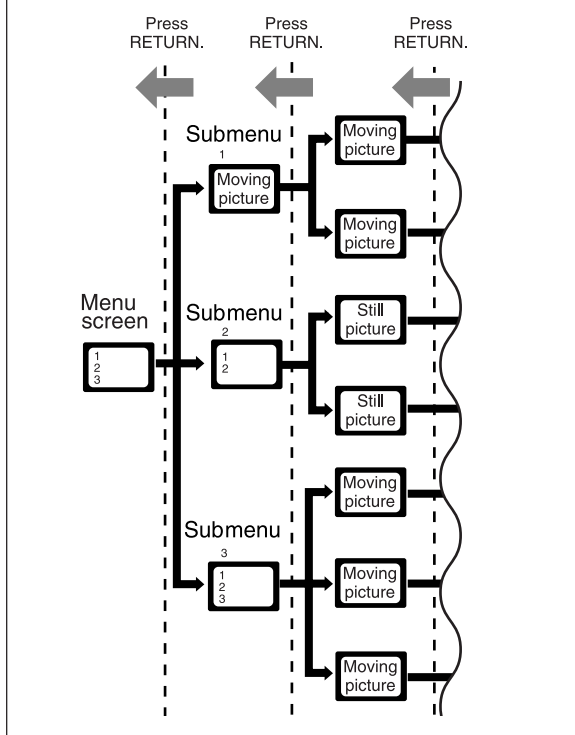 Press
RETURN.
Press
RETURN.
Press
RETURN.
Submenu
1
Moving
picture
Moving
picture
Moving
picture
Menu
screen
1
2
3
Submenu
2
1
2
Still
picture
Still
picture
Submenu
3
1
2
3
Moving
picture
Moving
picture
Moving
picture